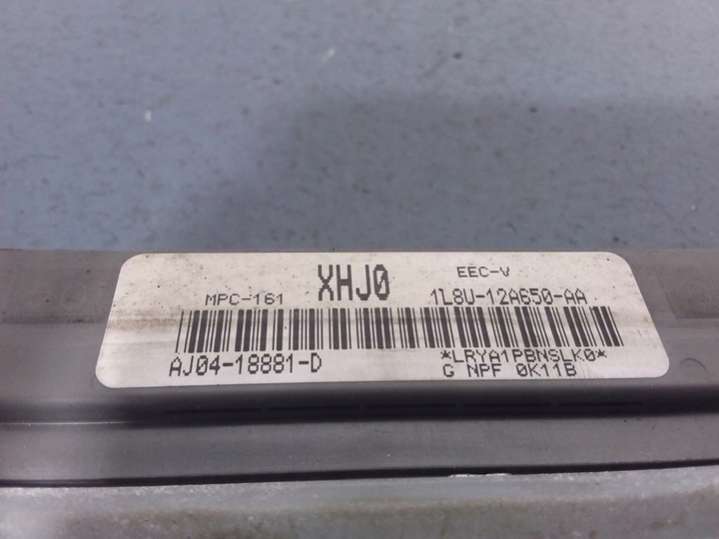 MPC-161 XHJ0 EEC-V
1L8U-12A650-AA
AJ04-18881-D *LRYA1PBNSLK0*
G NPF 0K11B